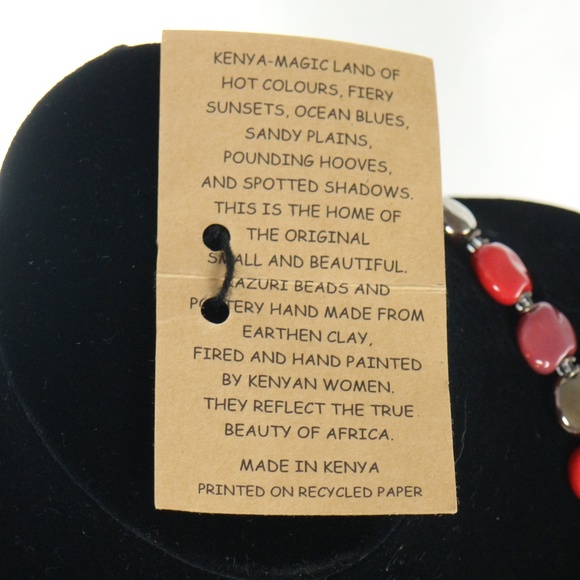 KENYA-MAGIC LAND OF
HOT COLOURS, FIERY
SUNSETS, OCEAN BLUES,
SANDY PLAINS,
POUNDING HOOVES,
AND SPOTTED SHADOWS.
THIS IS THE HOME OF
THE ORIGINAL
SMALL AND BEAUTIFUL.
KAZURI BEADS AND
POTTERY HAND MADE FROM
EARTHEN CLAY,
FIRED AND HAND PAINTED
BY KENYAN WOMEN.
THEY REFLECT THE TRUE
BEAUTY OF AFRICA.
MADE IN KENYA
PRINTED ON RECYCLED PAPER